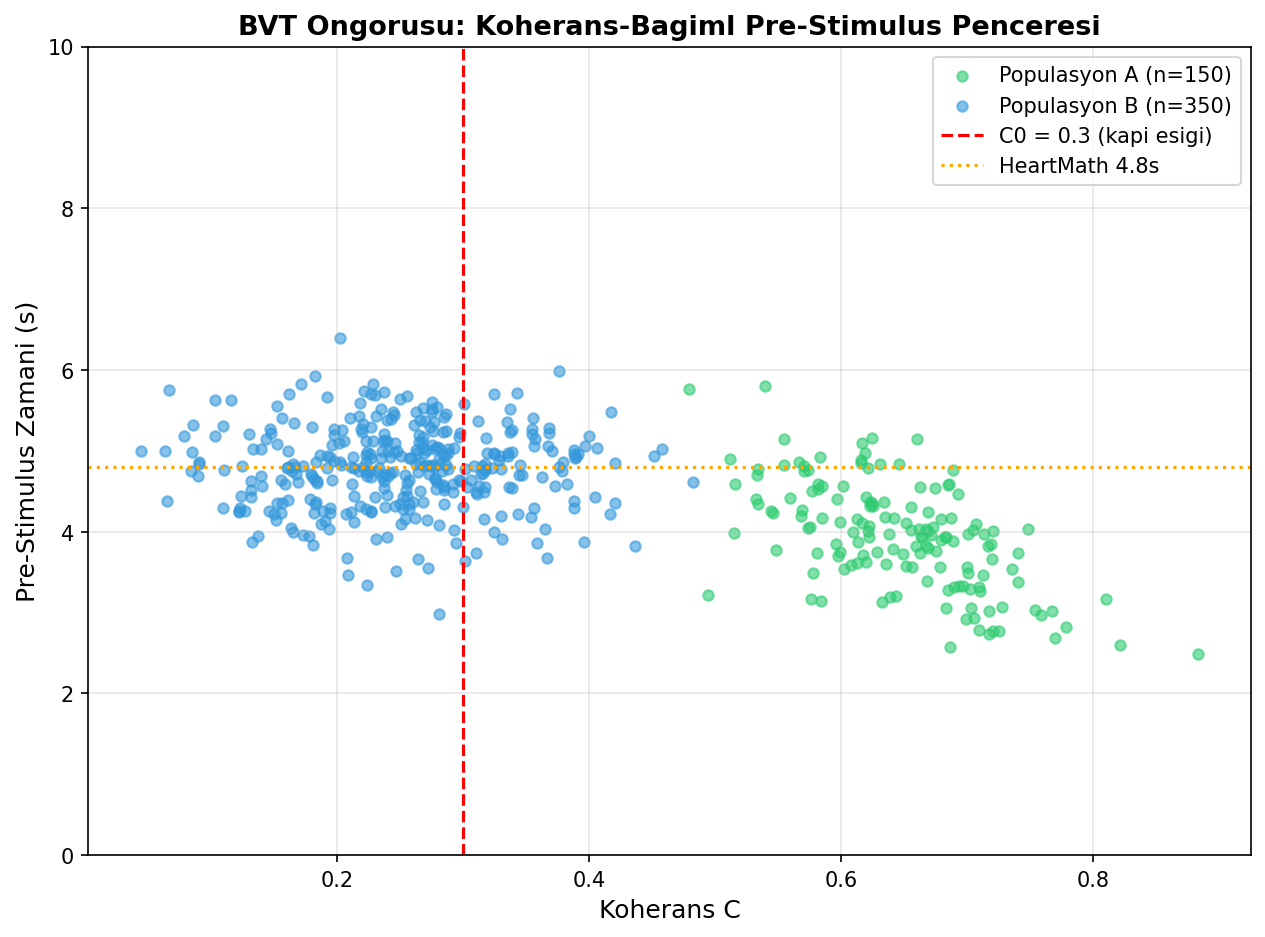 BVT Ongorusu: Koherans-Bagiml Pre-Stimulus Penceresi
Populasyon A (n=150)
Populasyon B (n=350)
C0 = 0.3 (kapi esigi)
HeartMath 4.8s
Pre-Stimulus Zamani (s)
10
8
6
4
2
0
0.2 0.4 0.6 0.8
Koherans C